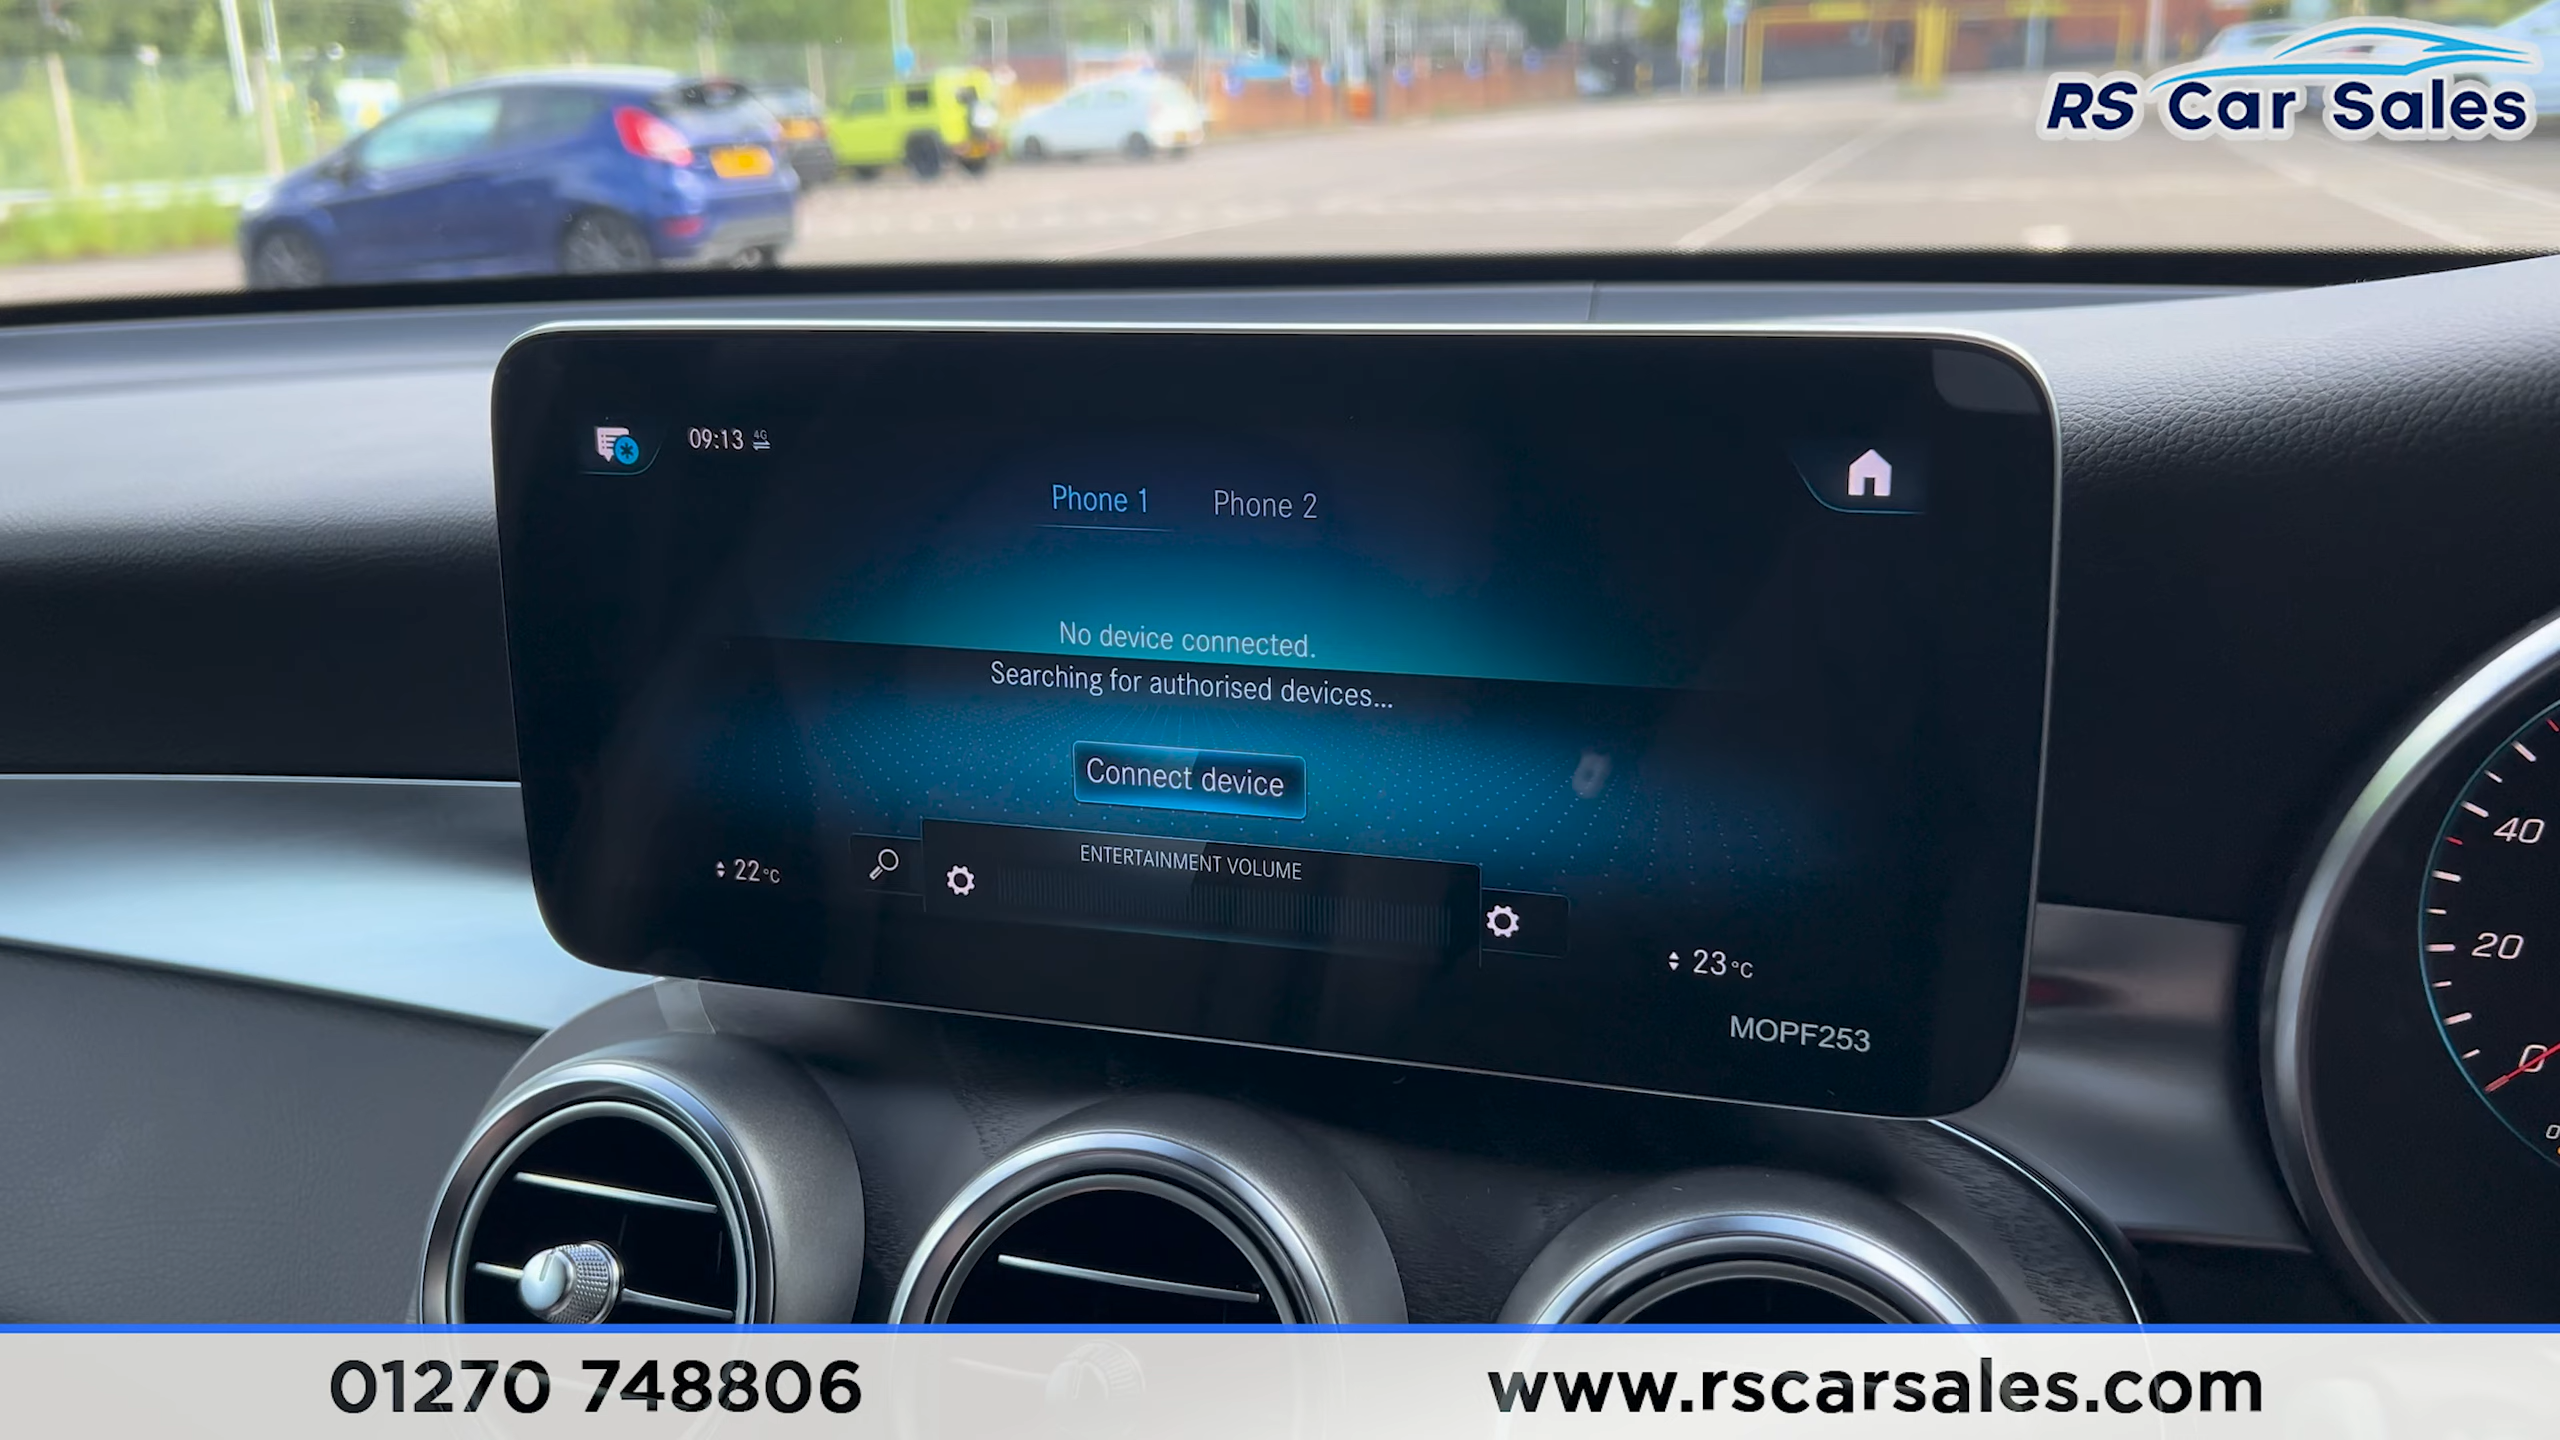 RS Car Sales
09:13 4G
Phone 1 Phone 2
No device connected.
Searching for authorised devices...
Connect device
ENTERTAINMENT VOLUME
22°C
23°C
MOPF253
40
20
0
01270 748806
www.rscarsales.com